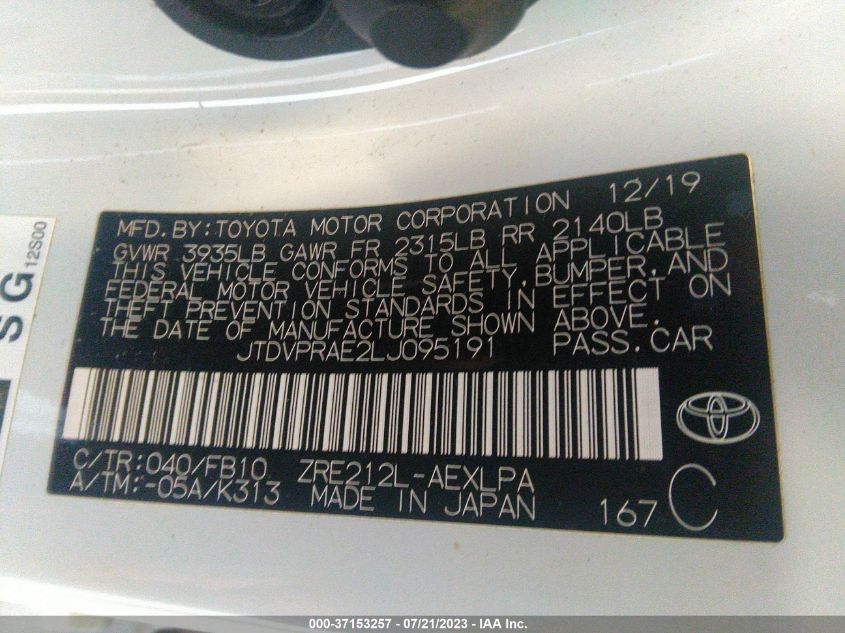 MFD. BY: TOYOTA MOTOR CORPORATION 12/19
GVWR 3935LB GAWR FR 2315LB RR 2140LB
THIS VEHICLE CONFORMS TO ALL APPLICABLE
FEDERAL MOTOR VEHICLE SAFETY, BUMPER, AND
THEFT PREVENTION STANDARDS IN EFFECT ON
THE DATE OF MANUFACTURE SHOWN ABOVE.
JTDVPRAE2LJ095191 PASS.CAR
C/TR:040/FB10 ZRE212L-AEXLPA
A/TM:-05A/K313 MADE IN JAPAN 167 C
SG 12S00
000-37153257 - 07/21/2023 - IAA Inc.